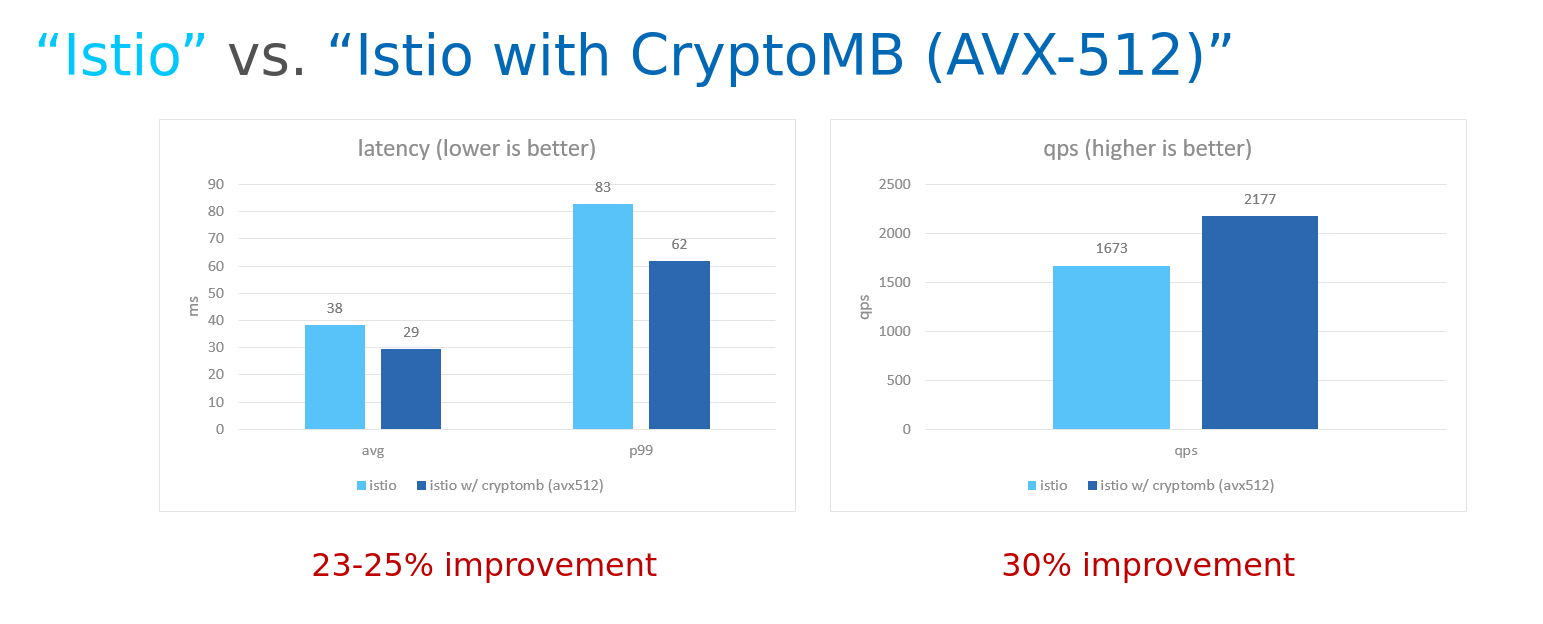 “Istio” vs. “Istio with CryptoMB (AVX-512)”
latency (lower is better)
90
80
70
60
50
40
30
20
10
0
ms
38
29
83
62
avg
p99
istio
istio w/ cryptomb (avx512)
23-25% improvement
qps (higher is better)
2500
2000
1500
1000
500
0
qps
1673
2177
qps
istio
istio w/ cryptomb (avx512)
30% improvement